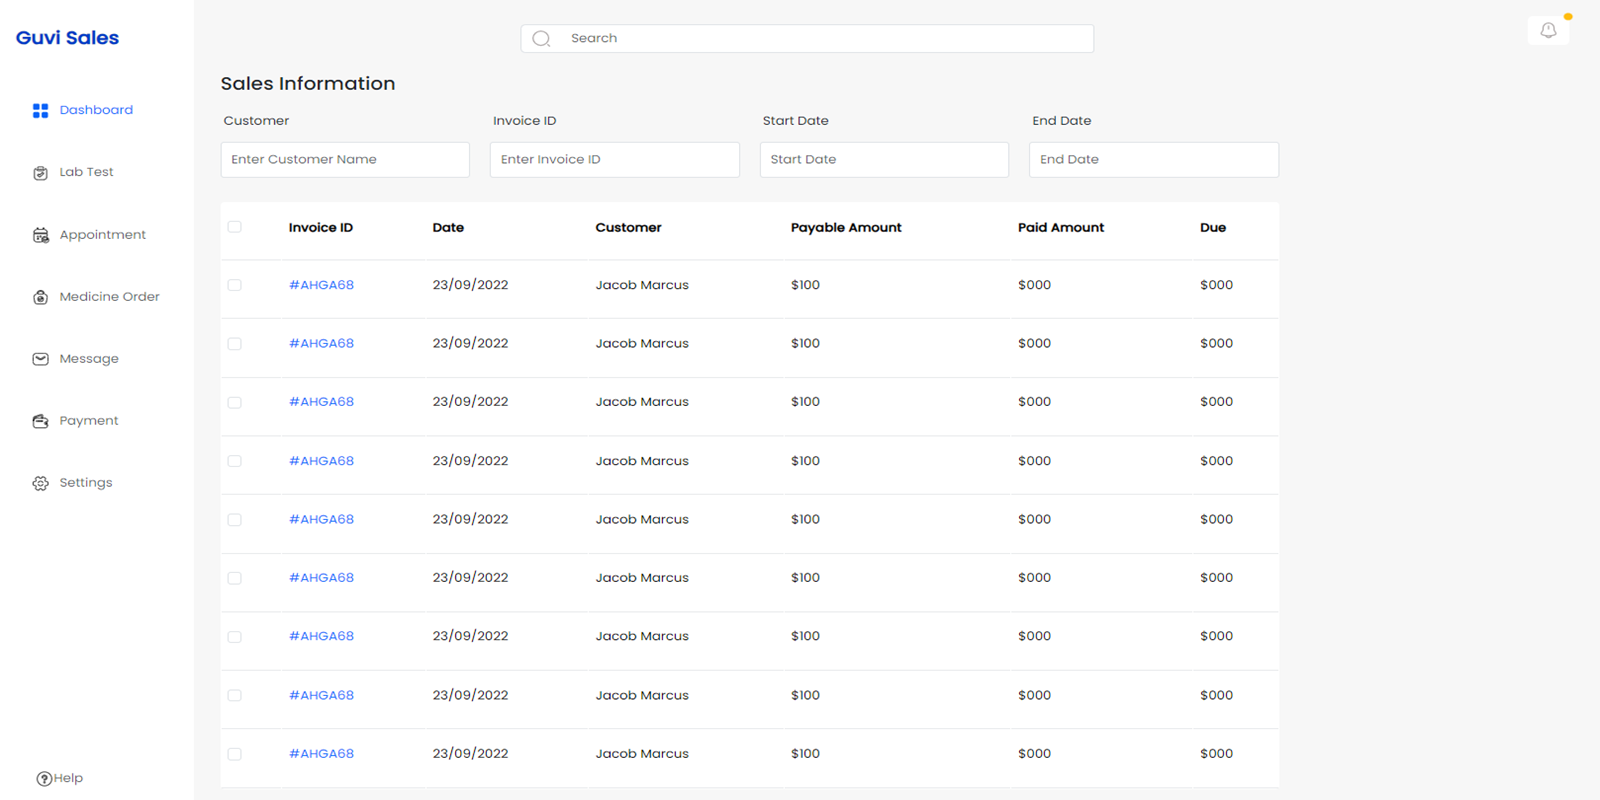 Guvi Sales
Dashboard
Lab Test
Appointment
Medicine Order
Message
Payment
Settings
Help
Search
Sales Information
Customer Invoice ID Start Date End Date
Enter Customer Name Enter Invoice ID Start Date End Date
Invoice ID Date Customer Payable Amount Paid Amount Due
#AHGA68 23/09/2022 Jacob Marcus $100 $000 $000
#AHGA68 23/09/2022 Jacob Marcus $100 $000 $000
#AHGA68 23/09/2022 Jacob Marcus $100 $000 $000
#AHGA68 23/09/2022 Jacob Marcus $100 $000 $000
#AHGA68 23/09/2022 Jacob Marcus $100 $000 $000
#AHGA68 23/09/2022 Jacob Marcus $100 $000 $000
#AHGA68 23/09/2022 Jacob Marcus $100 $000 $000
#AHGA68 23/09/2022 Jacob Marcus $100 $000 $000
#AHGA68 23/09/2022 Jacob Marcus $100 $000 $000